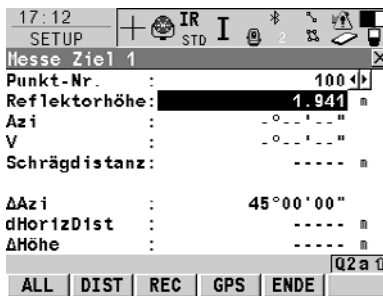 17:12
SETUP
IR
STD
I
2
Messe Ziel 1
X
Punkt-Nr. : 100
Reflektorhöhe: 1.941 m
Azi : -°--'--"
V : -°--'--"
Schrägdistanz: ----- m
ΔAzi : 45°00'00"
dHorizDist : ----- m
ΔHöhe : ----- m
Q2a⇧
ALL DIST REC GPS ENDE